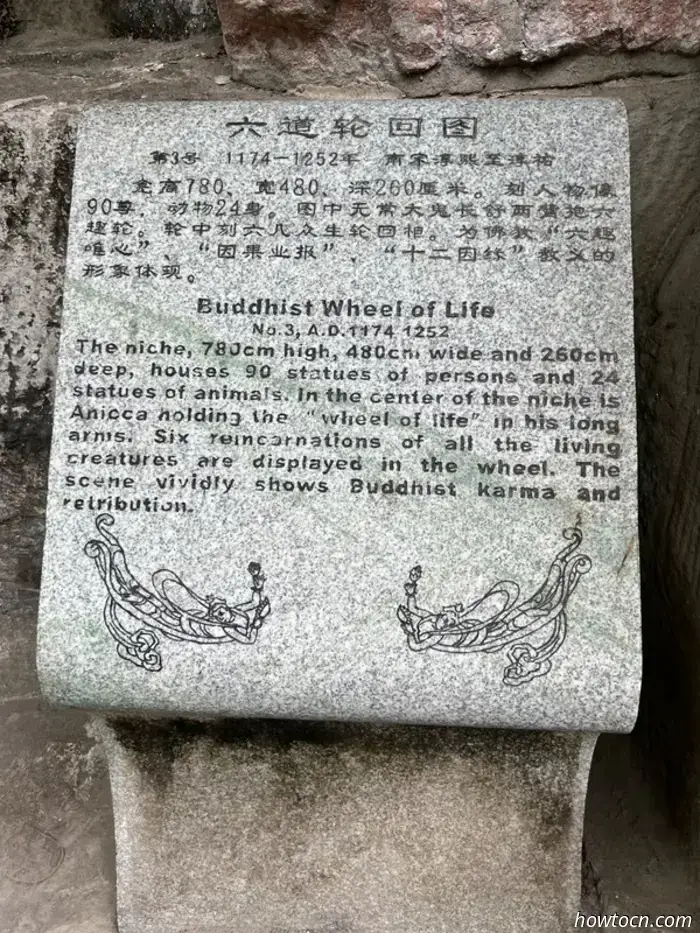 六道轮回图
第3号 1174-1252年 南宋淳熙至淳祐
龛高780、宽480、深260厘米。刻人物像
90尊，动物24身。图中无常大鬼长舒两臂抱六
趣轮。轮中刻六凡众生轮回相。为佛教“六趣
唯心”、“因果业报”、“十二因缘”教义的
形象体现。
Buddhist Wheel of Life
No.3, A.D.1174-1252
The niche, 780cm high, 480cm wide and 260cm
deep, houses 90 statues of persons and 24
statues of animals. In the center of the niche is
Anicca holding the "wheel of life" in his long
arms. Six reincarnations of all the living
creatures are displayed in the wheel. The
scene vividly shows Buddhist karma and
retribution.
howtocn.com